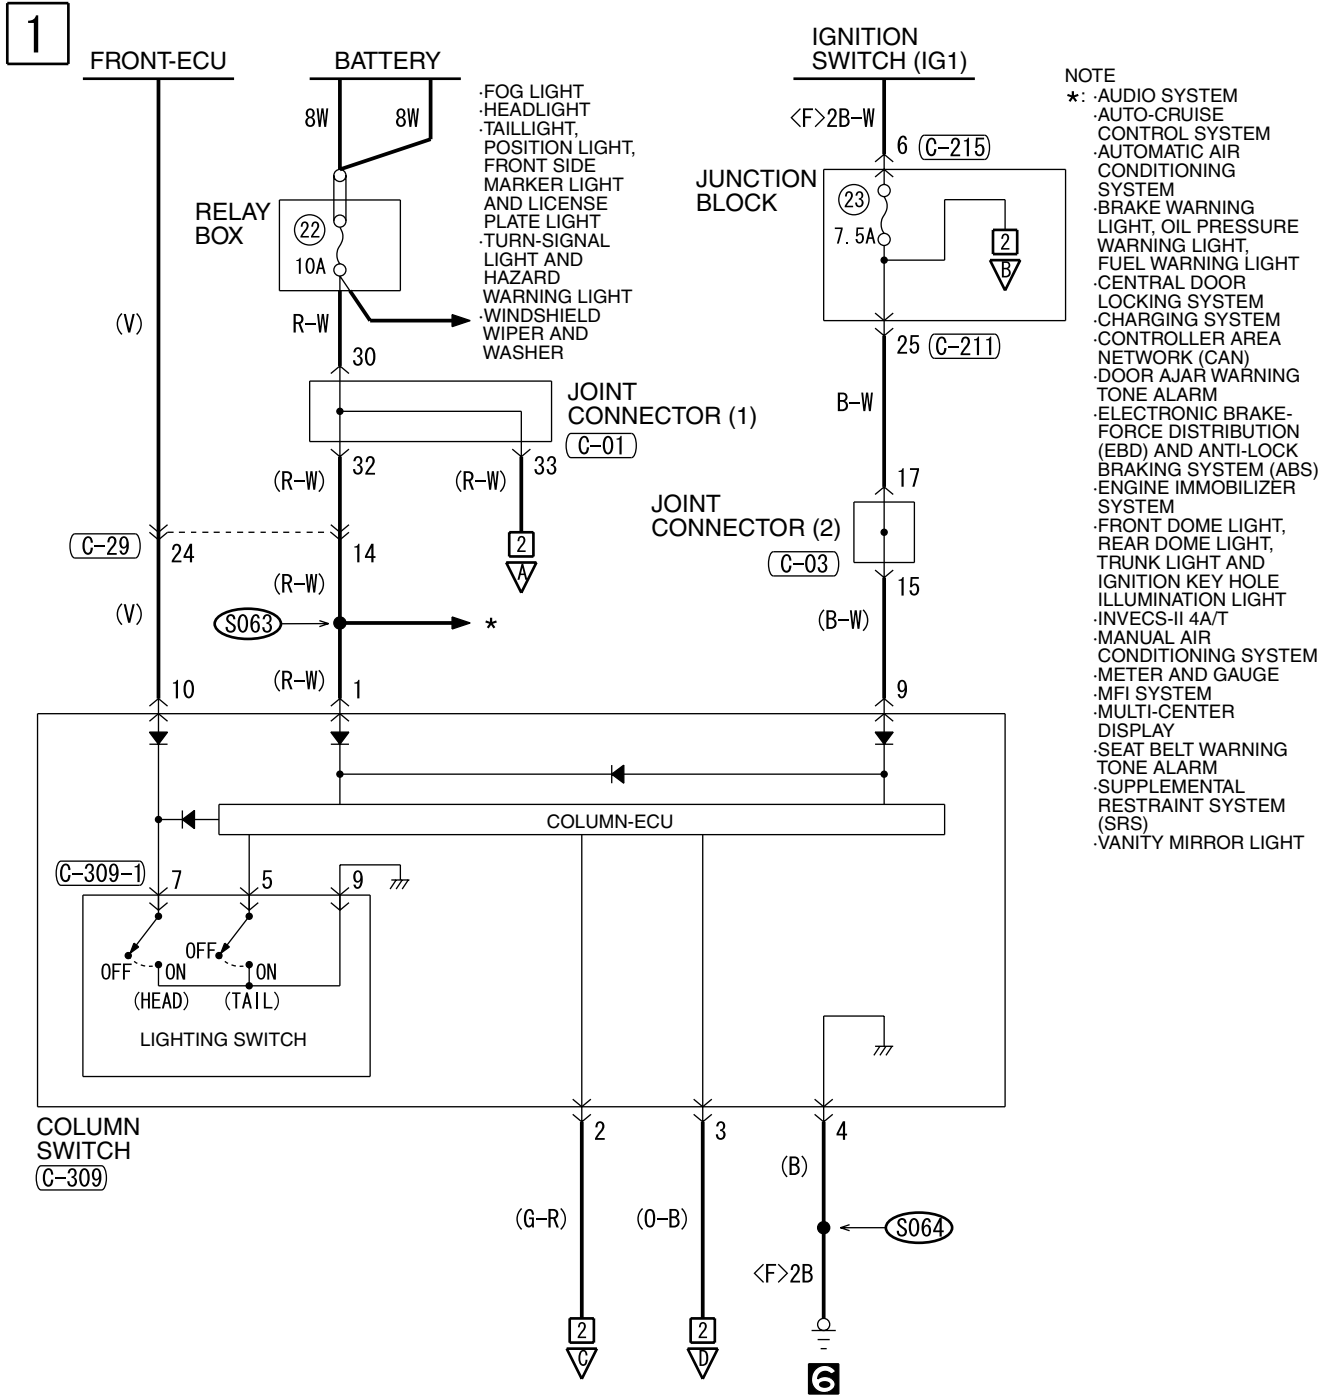 1
FRONT-ECU
BATTERY
IGNITION
SWITCH (IG1)
8W
8W
·FOG LIGHT
·HEADLIGHT
·TAILLIGHT,
POSITION LIGHT,
FRONT SIDE
MARKER LIGHT
AND LICENSE
PLATE LIGHT
·TURN-SIGNAL
LIGHT AND
HAZARD
WARNING LIGHT
·WINDSHIELD
WIPER AND
WASHER
<F>2B-W
6 (C-215)
JUNCTION
BLOCK
23
7.5A
2
B
25 (C-211)
RELAY
BOX
22
10A
(V)
R-W
30
JOINT
CONNECTOR (1)
C-01
32
33
(R-W)
(R-W)
B-W
17
JOINT
CONNECTOR (2)
C-03
15
(B-W)
C-29
24
14
2
A
(V)
(R-W)
S063
*
(R-W)
10
1
9
COLUMN-ECU
C-309-1
7
5
9
OFF
ON
(HEAD)
OFF
ON
(TAIL)
LIGHTING SWITCH
COLUMN
SWITCH
C-309
2
3
4
(G-R)
(O-B)
(B)
S064
<F>2B
2
C
2
D
6
NOTE
*: ·AUDIO SYSTEM
·AUTO-CRUISE
CONTROL SYSTEM
·AUTOMATIC AIR
CONDITIONING
SYSTEM
·BRAKE WARNING
LIGHT, OIL PRESSURE
WARNING LIGHT,
FUEL WARNING LIGHT
·CENTRAL DOOR
LOCKING SYSTEM
·CHARGING SYSTEM
·CONTROLLER AREA
NETWORK (CAN)
·DOOR AJAR WARNING
TONE ALARM
·ELECTRONIC BRAKE-
FORCE DISTRIBUTION
(EBD) AND ANTI-LOCK
BRAKING SYSTEM (ABS)
·ENGINE IMMOBILIZER
SYSTEM
·FRONT DOME LIGHT,
REAR DOME LIGHT,
TRUNK LIGHT AND
IGNITION KEY HOLE
ILLUMINATION LIGHT
·INVECS-II 4A/T
·MANUAL AIR
CONDITIONING SYSTEM
·METER AND GAUGE
·MFI SYSTEM
·MULTI-CENTER
DISPLAY
·SEAT BELT WARNING
TONE ALARM
·SUPPLEMENTAL
RESTRAINT SYSTEM
(SRS)
·VANITY MIRROR LIGHT